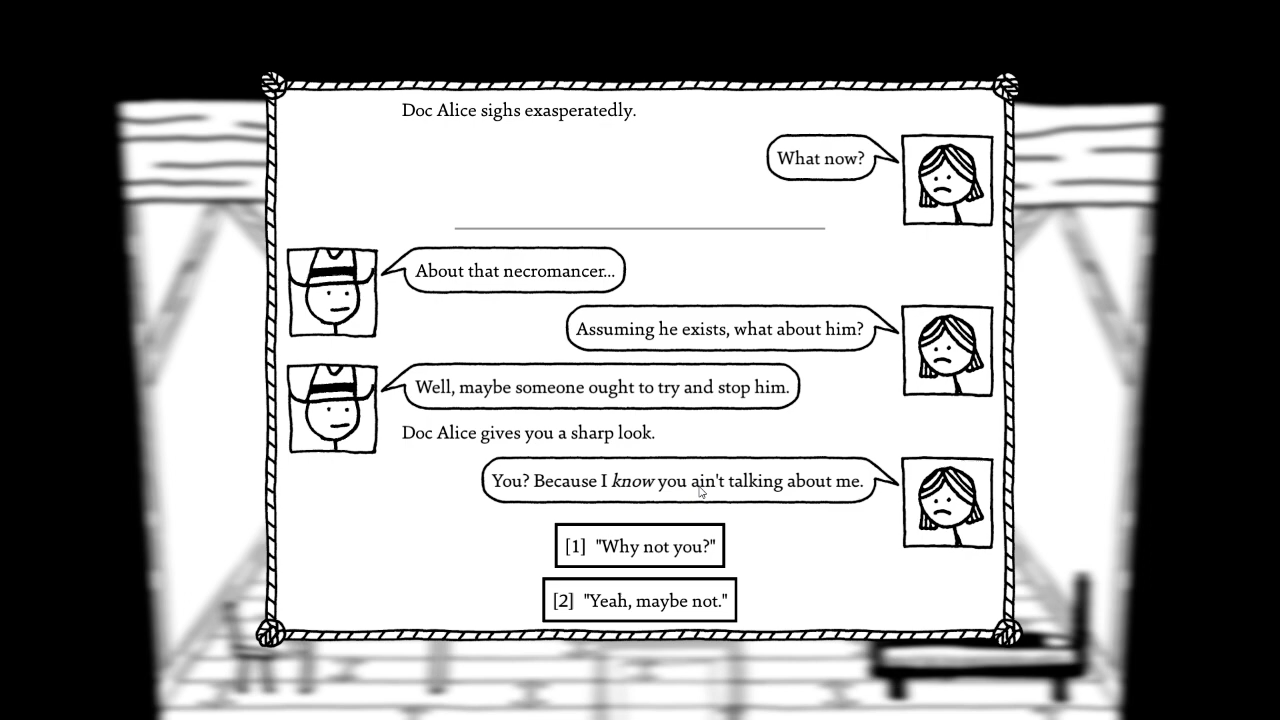 Doc Alice sighs exasperatedly.
What now?
About that necromancer...
Assuming he exists, what about him?
Well, maybe someone ought to try and stop him.
Doc Alice gives you a sharp look.
You? Because I know you ain't talking about me.
[1] "Why not you?"
[2] "Yeah, maybe not."